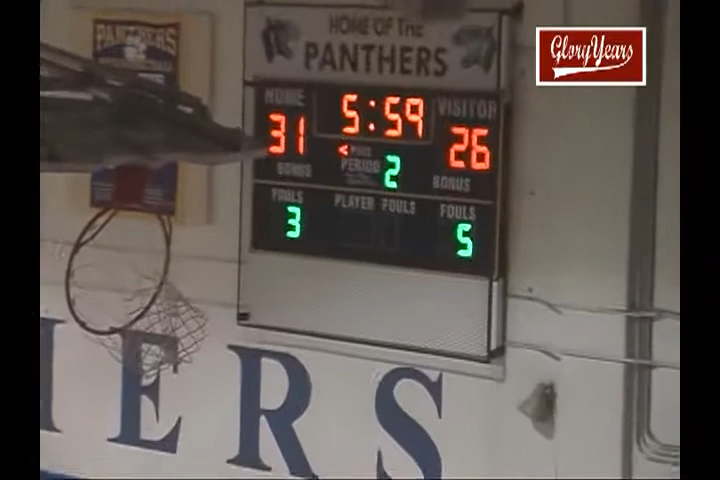 HOME OF THE
PANTHERS
PANTHERS
GloryYears
HOME 5:59 VISITOR
31 26
PERIOD 2
BONUS BONUS
FOULS PLAYER FOULS FOULS
3 5
ERS